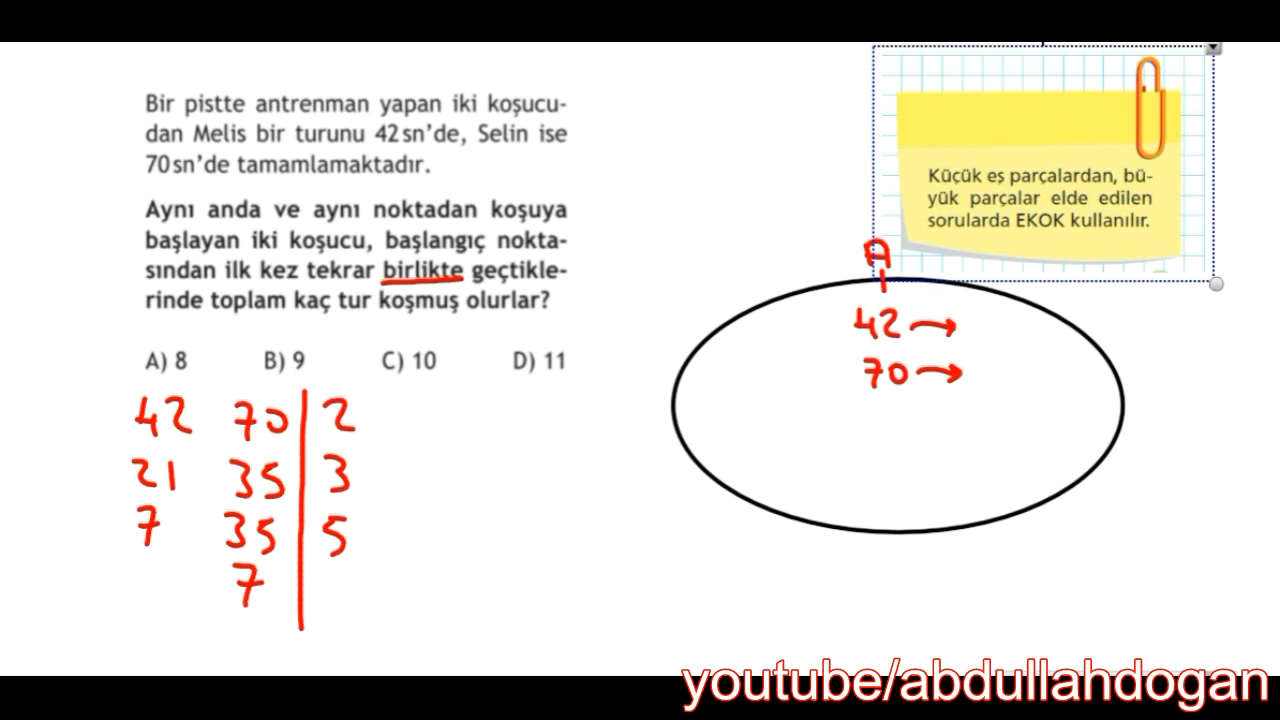 Bir pistte antrenman yapan iki koşucu-
dan Melis bir turunu 42 sn'de, Selin ise
70 sn'de tamamlamaktadır.
Aynı anda ve aynı noktadan koşuya
başlayan iki koşucu, başlangıç nokta-
sından ilk kez tekrar birlikte geçtikle-
rinde toplam kaç tur koşmuş olurlar?
A) 8 B) 9 C) 10 D) 11
42 70 2
21 35 3
7 35 5
7
Küçük eş parçalardan, bü-
yük parçalar elde edilen
sorularda EKOK kullanılır.
A
42 →
70 →
youtube/abdullahdogan